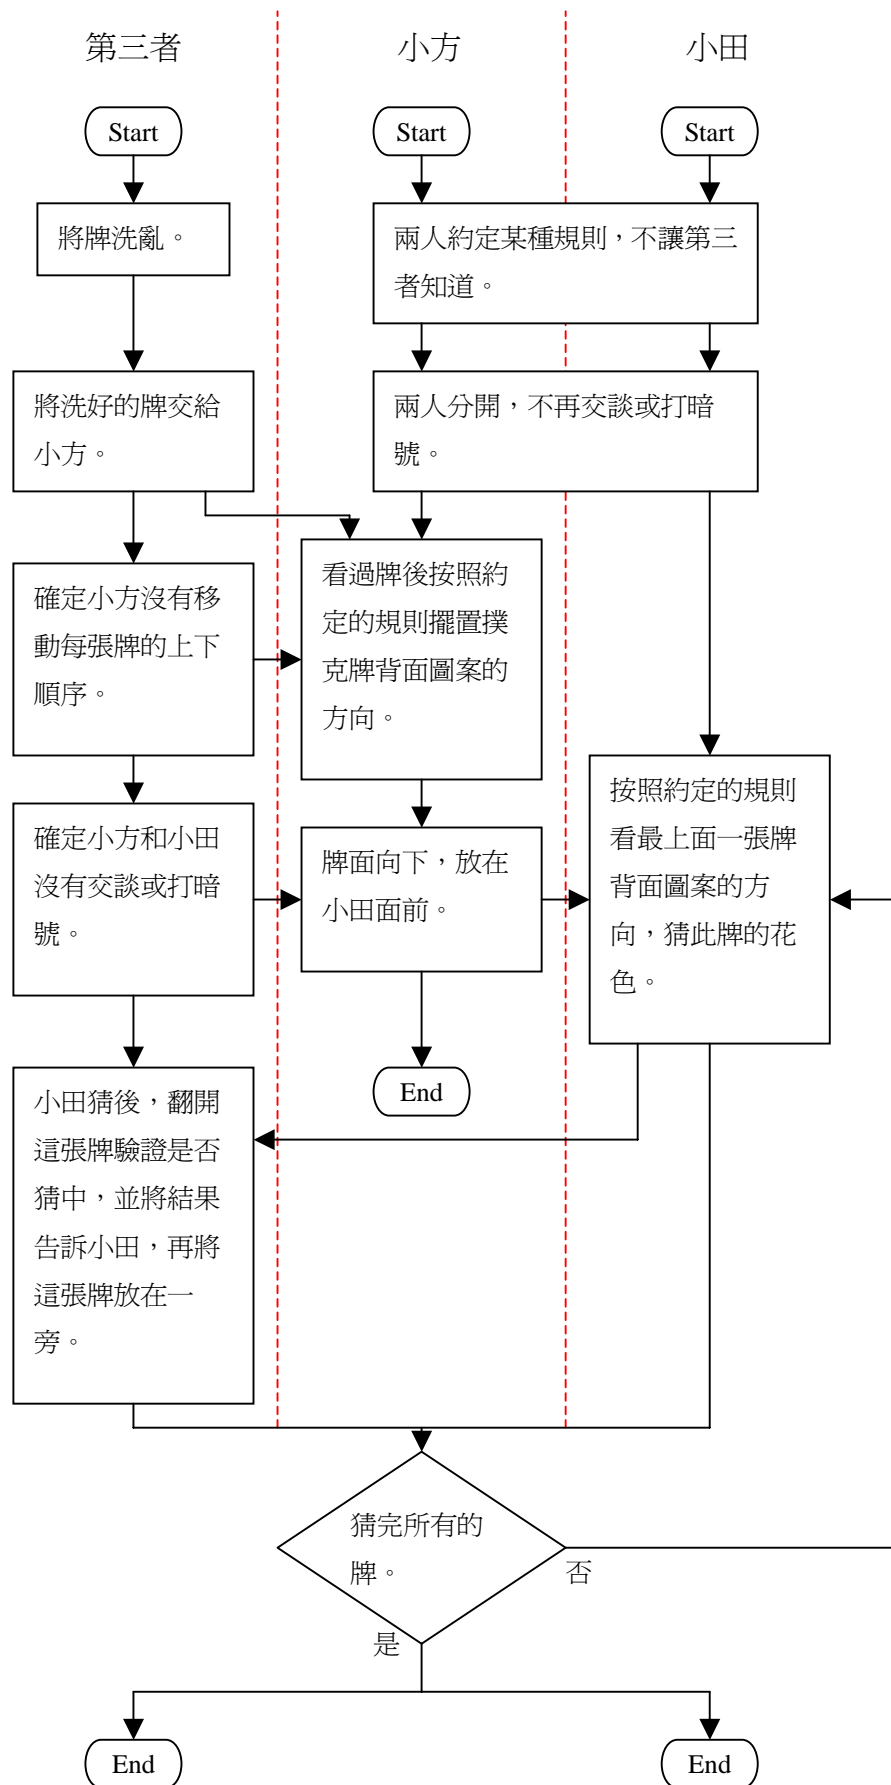 第三者
小方
小田
Start
Start
Start
將牌洗亂。
兩人約定某種規則，不讓第三
者知道。
將洗好的牌交給
小方。
兩人分開，不再交談或打暗
號。
確定小方沒有移
動每張牌的上下
順序。
看過牌後按照約
定的規則擺置撲
克牌背面圖案的
方向。
確定小方和小田
沒有交談或打暗
號。
牌面向下，放在
小田面前。
按照約定的規則
看最上面一張牌
背面圖案的方
向，猜此牌的花
色。
End
小田猜後，翻開
這張牌驗證是否
猜中，並將結果
告訴小田，再將
這張牌放在一
旁。
猜完所有的
牌。
否
是
End
End